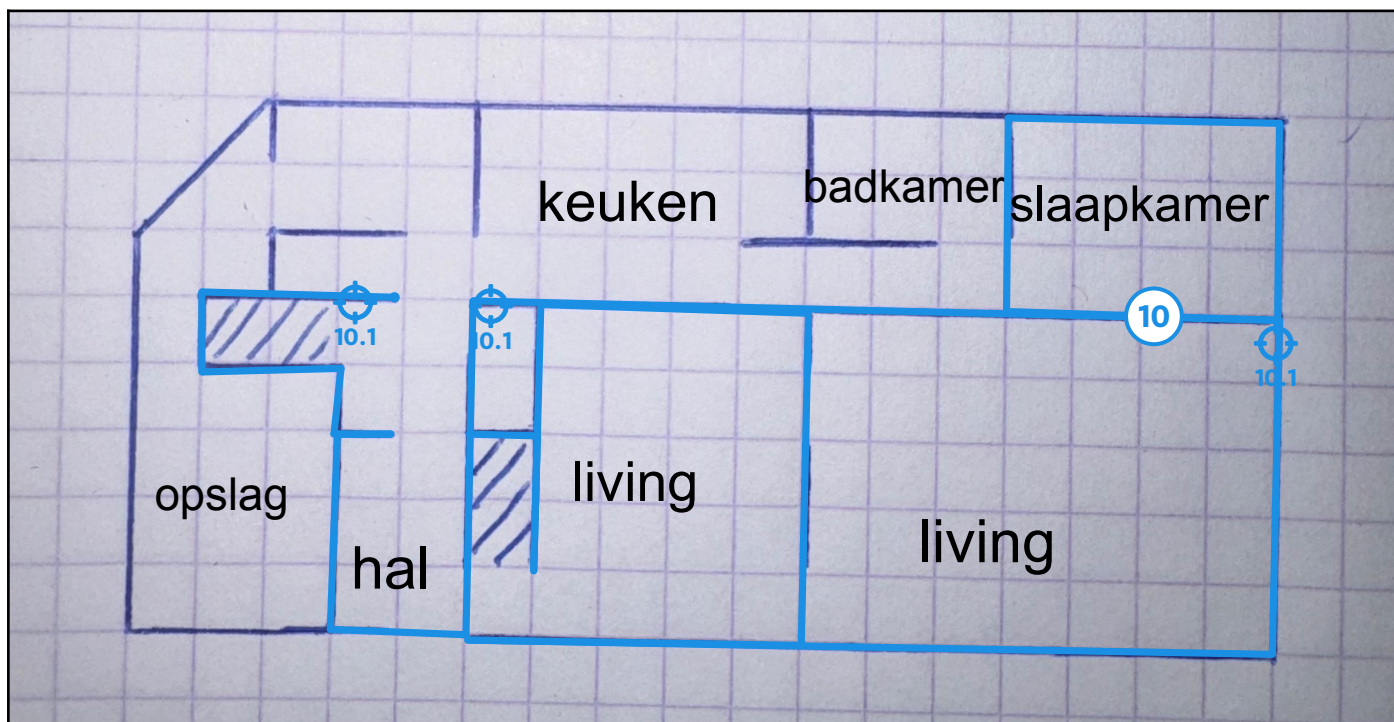 keuken
badkamer
slaapkamer
10.1
10.1
10
10.1
opslag
hal
living
living